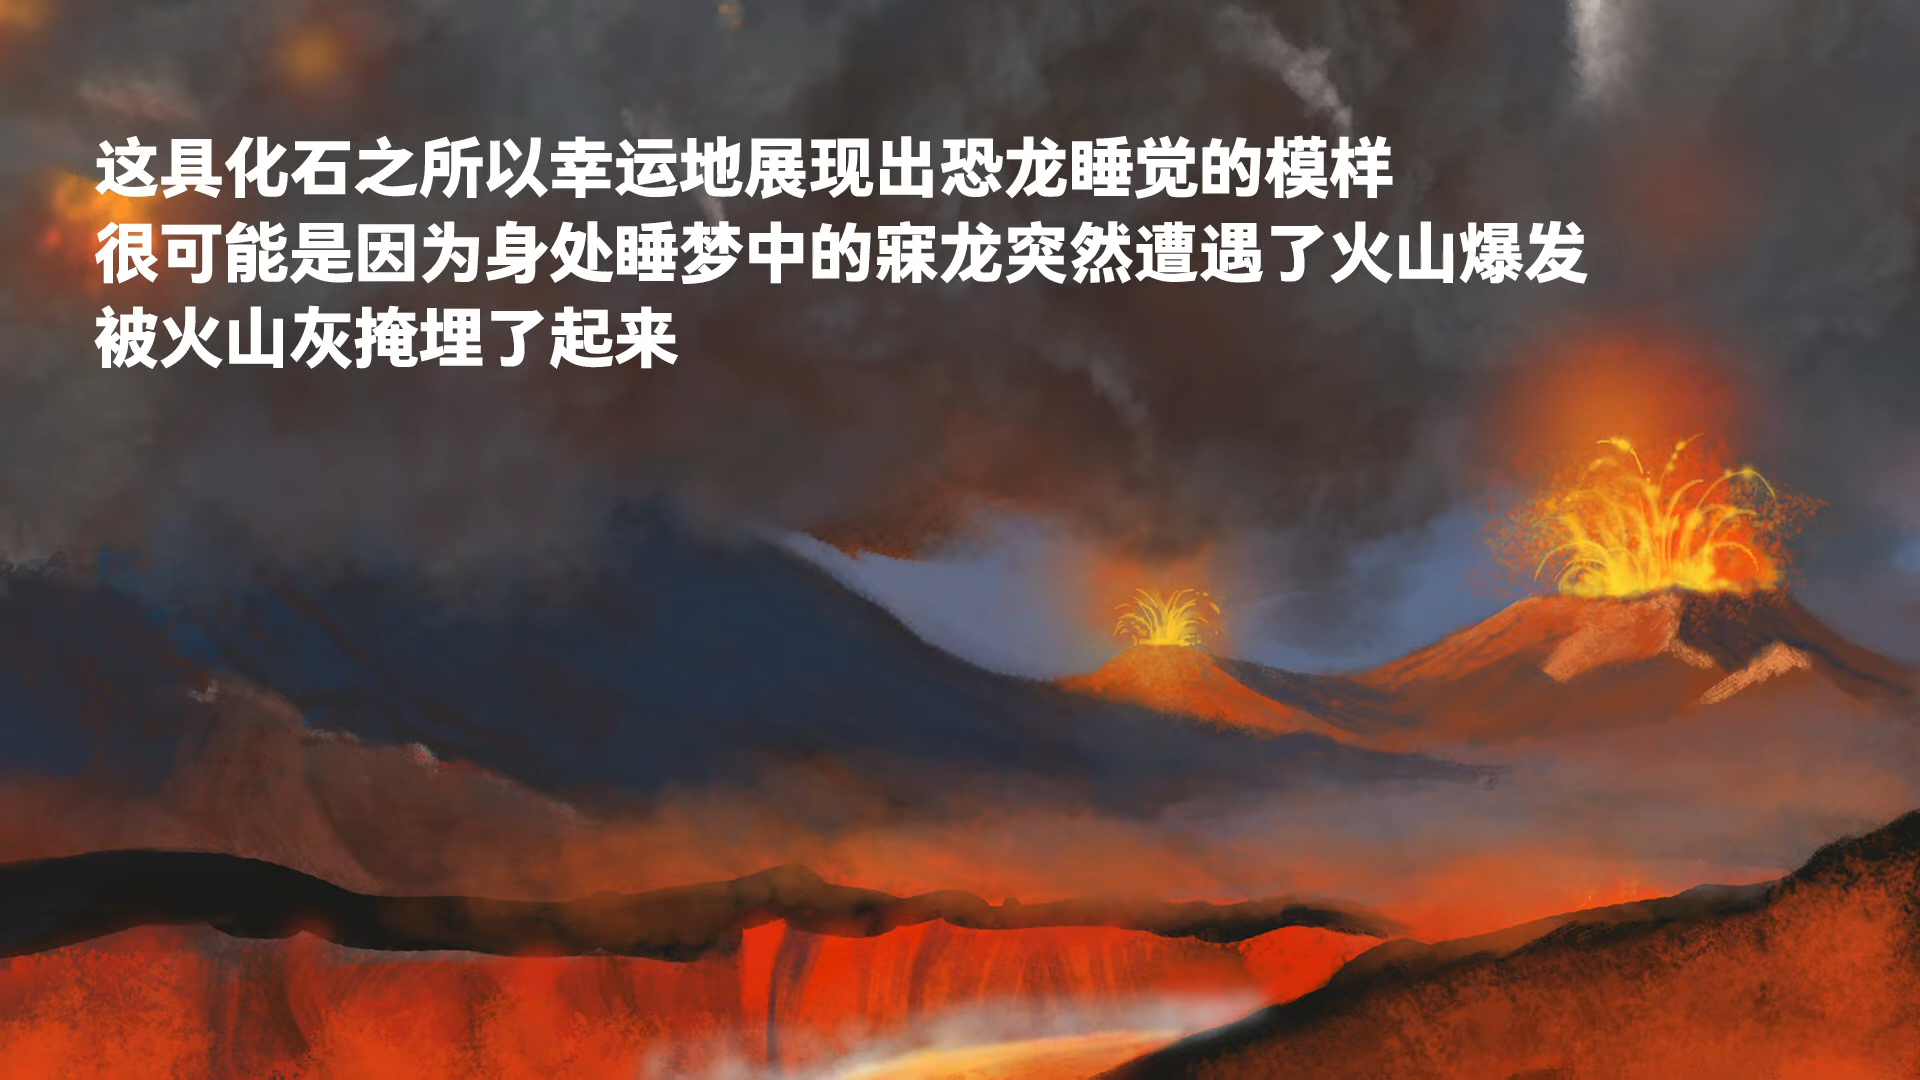 这具化石之所以幸运地展现出恐龙睡觉的模样
很可能是因为身处睡梦中的寐龙突然遭遇了火山爆发
被火山灰掩埋了起来